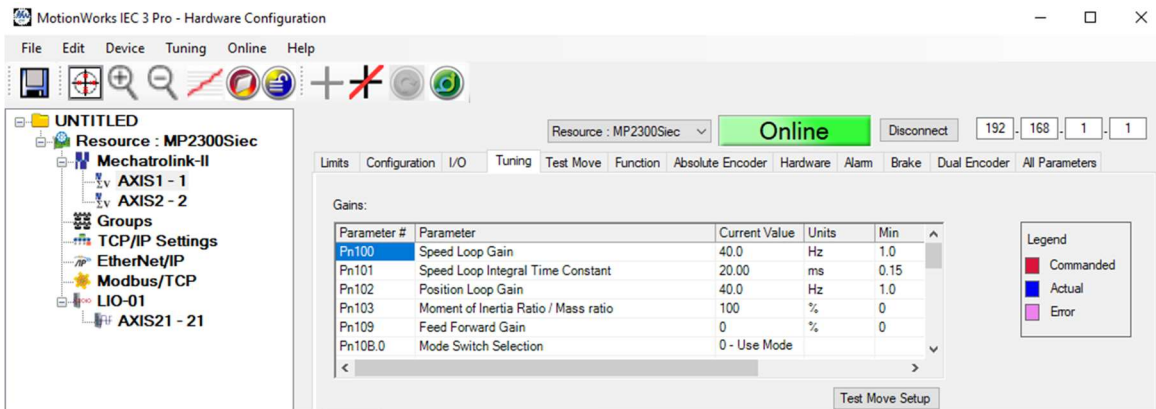 MotionWorks IEC 3 Pro - Hardware Configuration
File Edit Device Tuning Online Help
UNTITLED
Resource : MP2300Siec
Mechatrolink-II
AXIS1 - 1
AXIS2 - 2
Groups
TCP/IP Settings
EtherNet/IP
Modbus/TCP
LIO-01
AXIS21 - 21
Resource : MP2300Siec Online Disconnect 192 . 168 . 1 . 1
Limits Configuration I/O Tuning Test Move Function Absolute Encoder Hardware Alarm Brake Dual Encoder All Parameters
Gains:
Parameter # Parameter Current Value Units Min
Pn100 Speed Loop Gain 40.0 Hz 1.0
Pn101 Speed Loop Integral Time Constant 20.00 ms 0.15
Pn102 Position Loop Gain 40.0 Hz 1.0
Pn103 Moment of Inertia Ratio / Mass ratio 100 % 0
Pn109 Feed Forward Gain 0 % 0
Pn10B.0 Mode Switch Selection 0 - Use Mode
Legend
Commanded
Actual
Error
Test Move Setup